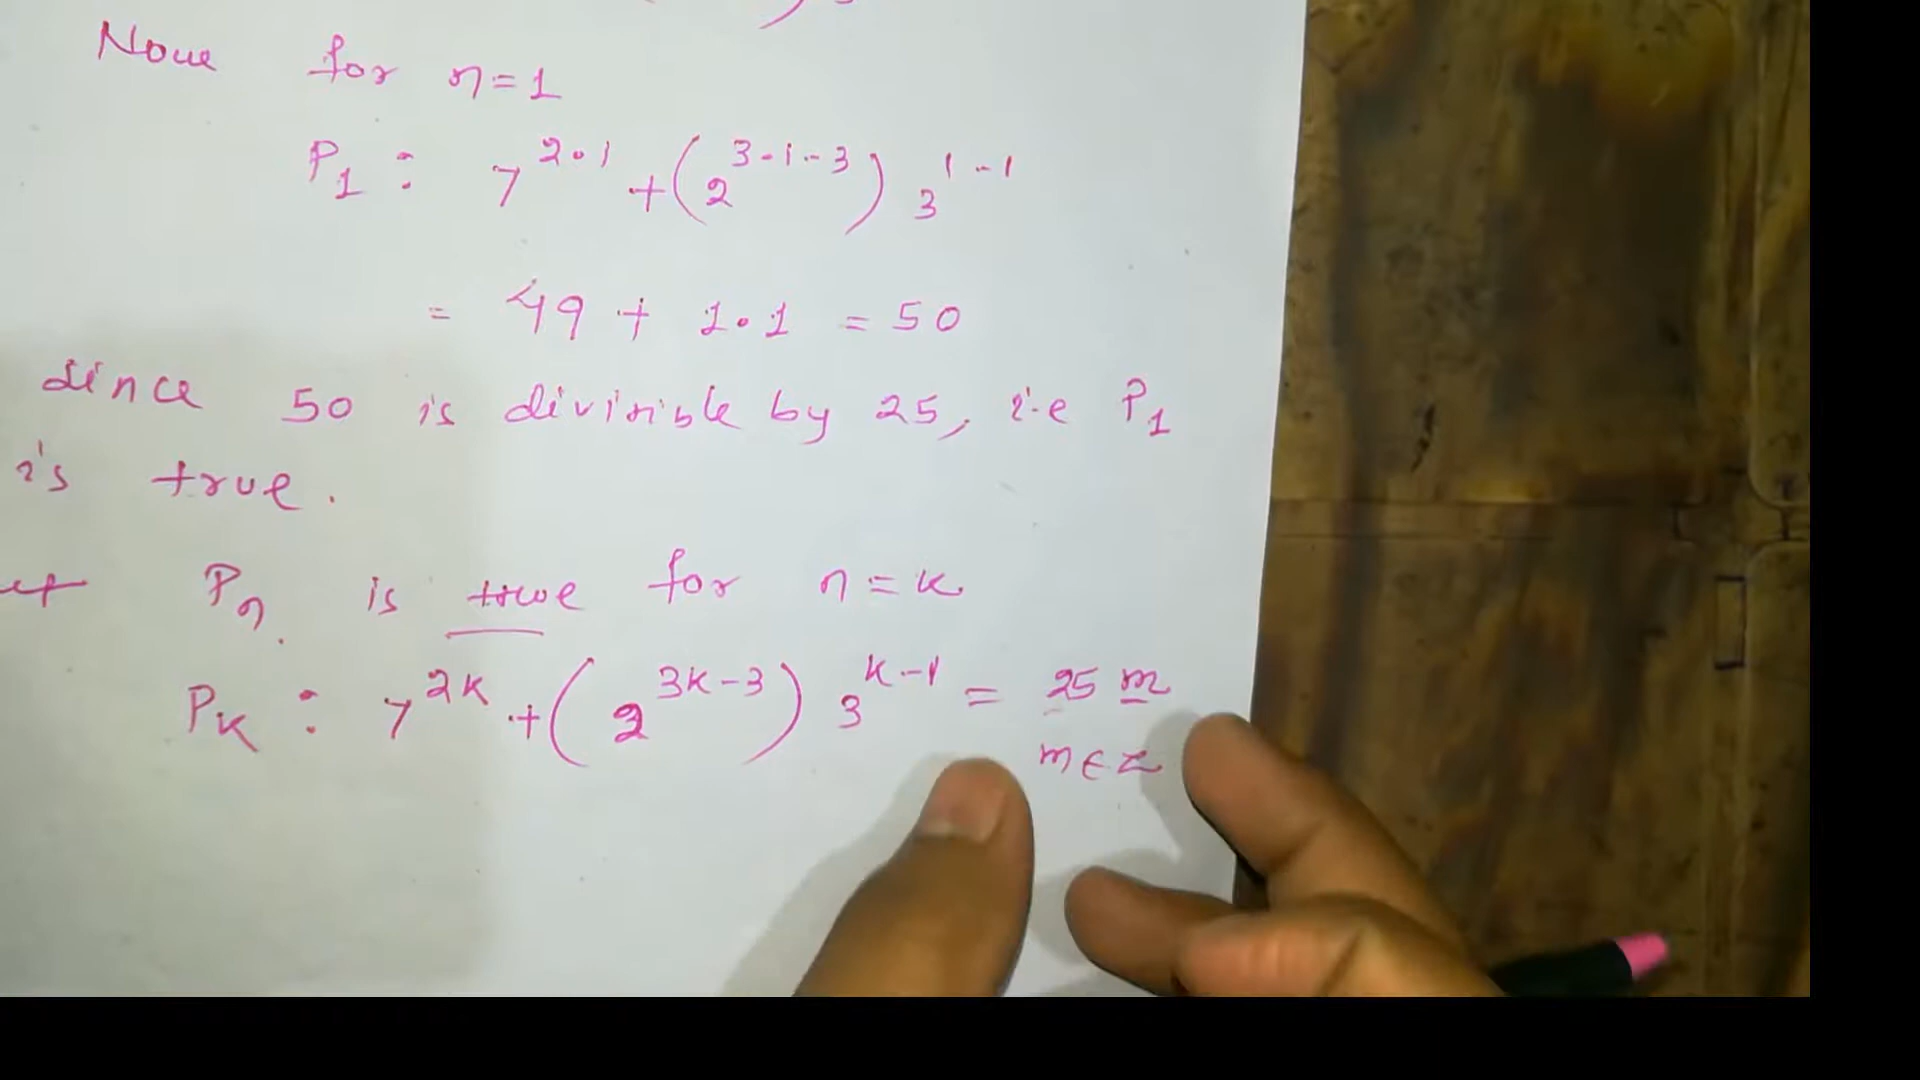 Now for n=1
P₁ : 7^{2·1} + (2^{3·1-3}) 3^{1-1}
= 49 + 1·1 = 50
Since 50 is divisible by 25, i.e P₁
is true.
Pₙ is true for n=k
P_K : 7^{2K} + (2^{3K-3}) 3^{K-1} = 25 m
m∈Z